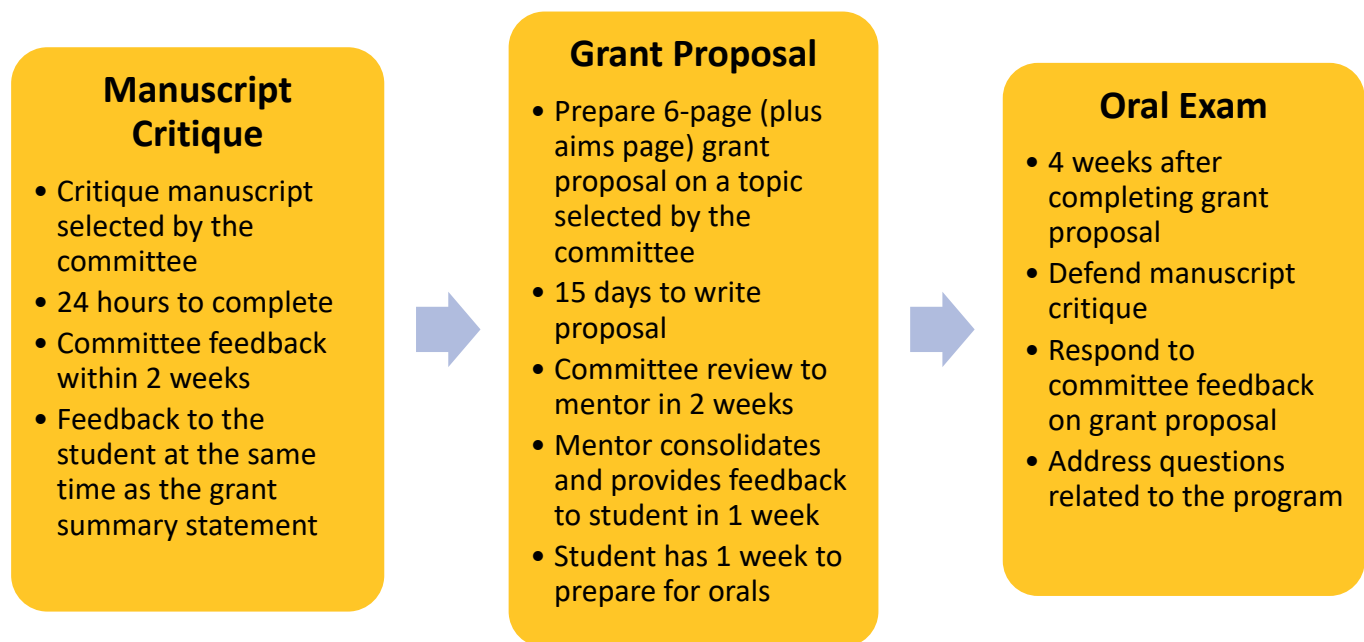 Manuscript
Critique
• Critique manuscript
selected by the
committee
• 24 hours to complete
• Committee feedback
within 2 weeks
• Feedback to the
student at the same
time as the grant
summary statement
Grant Proposal
• Prepare 6-page (plus
aims page) grant
proposal on a topic
selected by the
committee
• 15 days to write
proposal
• Committee review to
mentor in 2 weeks
• Mentor consolidates
and provides feedback
to student in 1 week
• Student has 1 week to
prepare for orals
Oral Exam
• 4 weeks after
completing grant
proposal
• Defend manuscript
critique
• Respond to
committee feedback
on grant proposal
• Address questions
related to the program